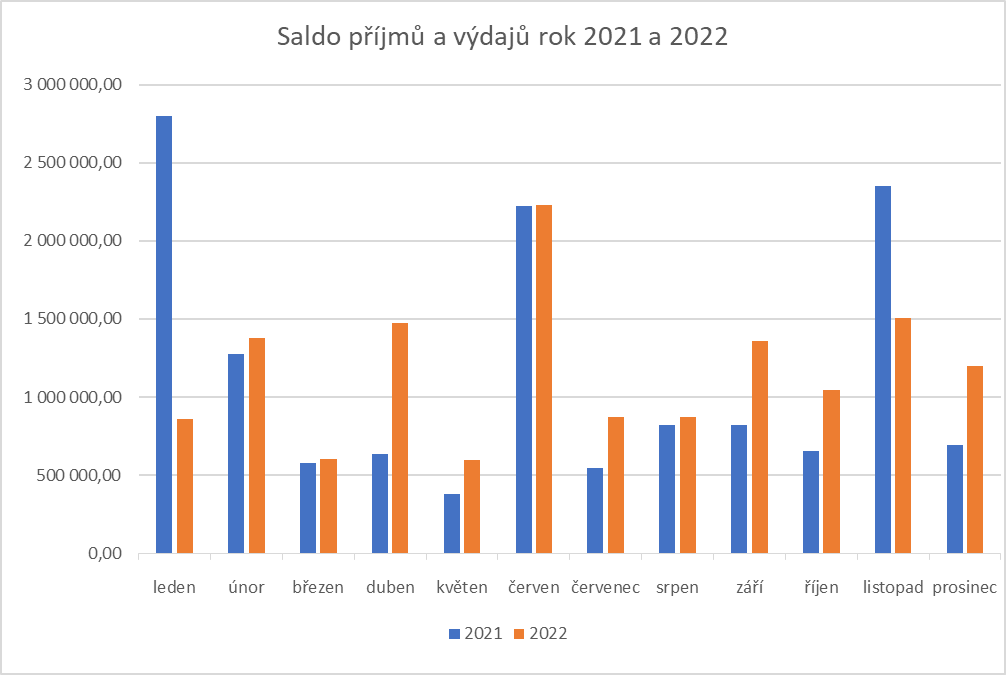 Saldo příjmů a výdajů rok 2021 a 2022
3 000 000,00
2 500 000,00
2 000 000,00
1 500 000,00
1 000 000,00
500 000,00
0,00
leden únor březen duben květen červen červenec srpen září říjen listopad prosinec
2021 2022